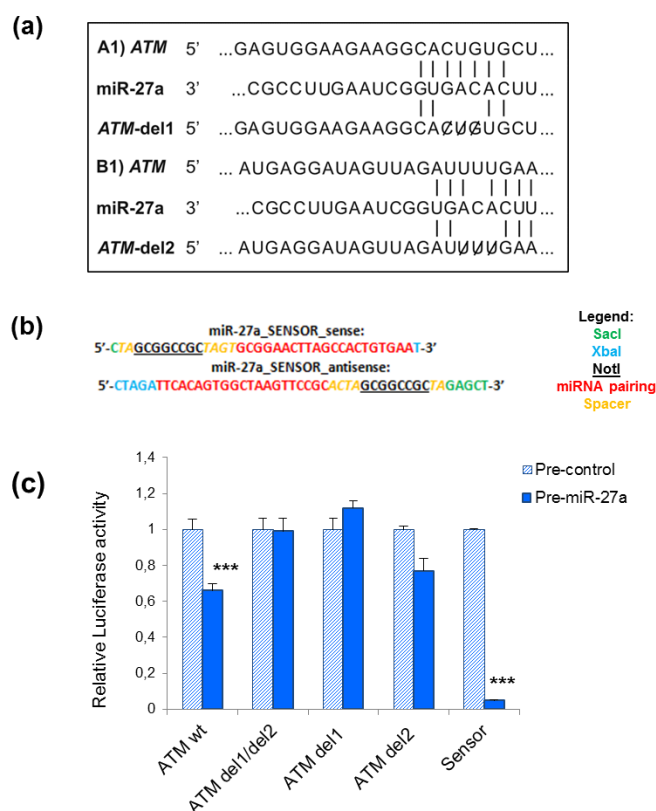 (a)
A1) ATM 5' ...GAGUGGAAGAAGGCACUGUGCU...
miR-27a 3' ...CGCCUUGAAUCGGUGACACUU...
ATM-del1 5' ...GAGUGGAAGAAGGCACUGUGCU...
B1) ATM 5' ... AUGAGGAUAGUUAGAUUUUGAA...
miR-27a 3' ...CGCCUUGAAUCGGUGACACUU...
ATM-del2 5' ... AUGAGGAUAGUUAGAUUUUGAA...
(b)
miR-27a_SENSOR_sense:
5'-CTAGCGGCCGCTAGTGCGGAACTTAGCCACTGTGAAT-3'
miR-27a_SENSOR_antisense:
5'-CTAGATTCACAGTGGCTAAGTTCCGCACTAGCGGCCGCTAGAGCT-3'
Legend:
SacI
XbaI
NotI
miRNA pairing
Spacer
(c)
Pre-control
Pre-miR-27a
Relative Luciferase activity
1,4
1,2
1
0,8
0,6
0,4
0,2
0
***
***
ATM wt
ATM del1/del2
ATM del1
ATM del2
Sensor